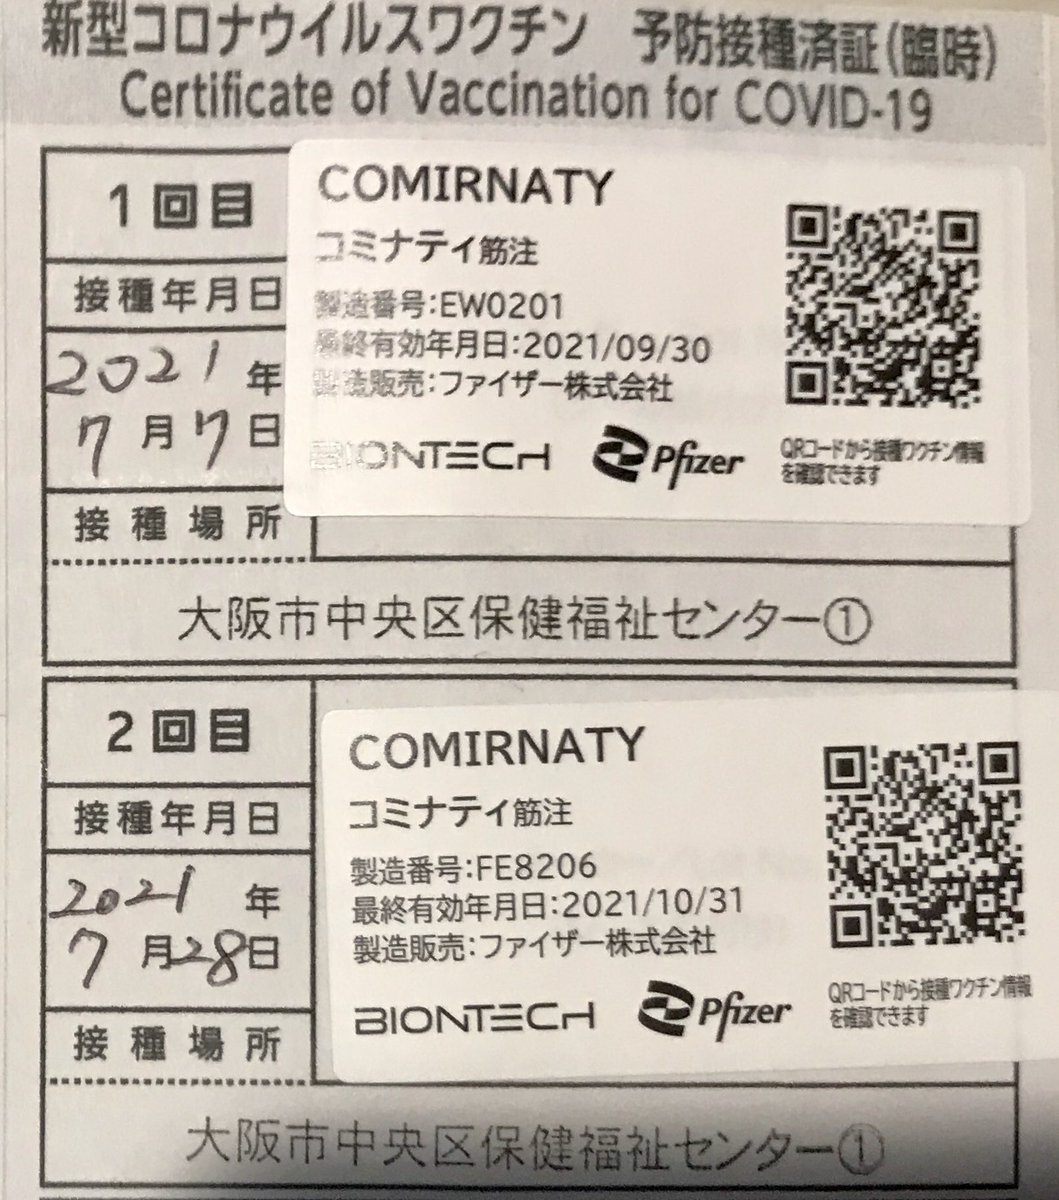 新型コロナウイルスワクチン 予防接種済証(臨時)
Certificate of Vaccination for COVID-19
1回目
接種年月日
2021年
7月7日
接種場所
COMIRNATY
コミナティ筋注
製造番号:EW0201
最終有効年月日:2021/09/30
製造販売:ファイザー株式会社
BIONTECH Pfizer
QRコードから接種ワクチン情報
を確認できます
大阪市中央区保健福祉センター①
2回目
接種年月日
2021年
7月28日
接種場所
COMIRNATY
コミナティ筋注
製造番号:FE8206
最終有効年月日:2021/10/31
製造販売:ファイザー株式会社
BIONTECH Pfizer
QRコードから接種ワクチン情報
を確認できます
大阪市中央区保健福祉センター①